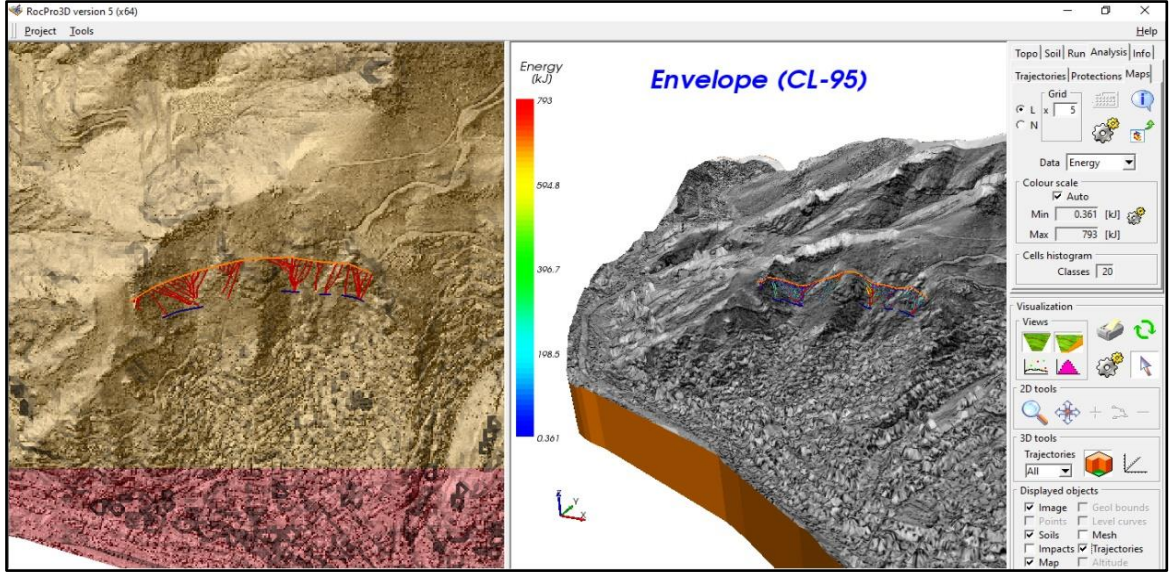 RocPro3D version 5 (x64)
Project Tools Help
Energy
(kJ)
793
594.8
396.7
198.5
0.361
Envelope (CL-95)
Z
Y
X
Topo Soil Run Analysis Info
Trajectories Protections Maps
Grid
L x 5
N
Data Energy
Colour scale
Auto
Min 0.361 [kJ]
Max 793 [kJ]
Cells histogram
Classes 20
Visualization
Views
2D tools
3D tools
Trajectories
All
Displayed objects
Image Geol bounds
Points Level curves
Soils Mesh
Impacts Trajectories
Map Altitude